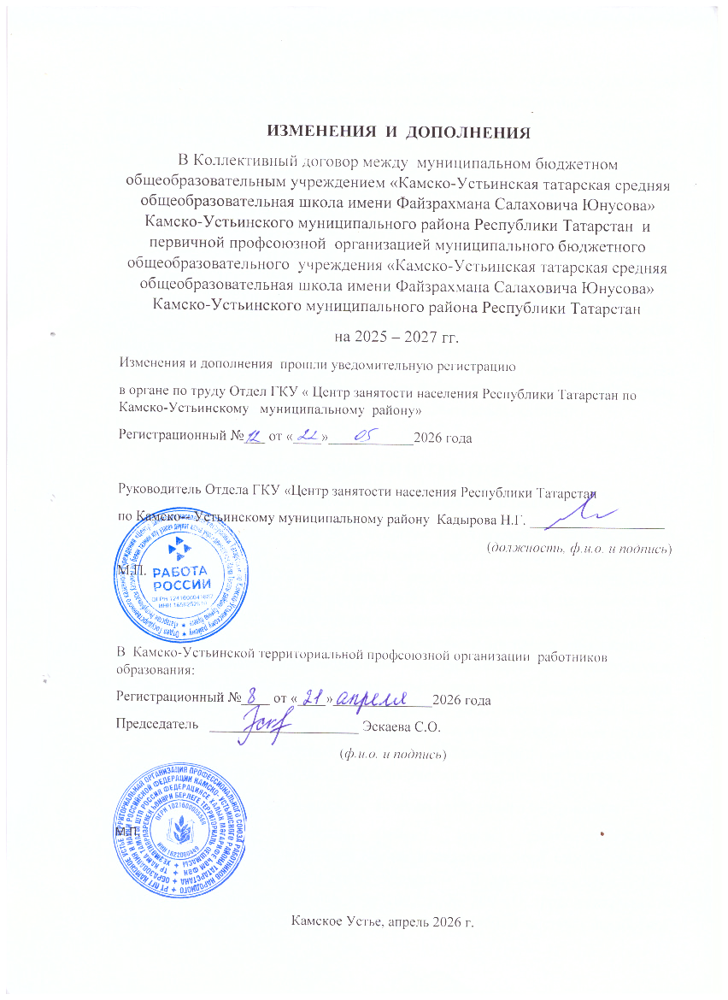 ИЗМЕНЕНИЯ И ДОПОЛНЕНИЯ
В Коллективный договор между муниципальном бюджетном
общеобразовательным учреждением «Камско-Устьинская татарская средняя
общеобразовательная школа имени Файзрахмана Салаховича Юнусова»
Камско-Устьинского муниципального района Республики Татарстан и
первичной профсоюзной организацией муниципального бюджетного
общеобразовательного учреждения «Камско-Устьинская татарская средняя
общеобразовательная школа имени Файзрахмана Салаховича Юнусова»
Камско-Устьинского муниципального района Республики Татарстан
на 2025 – 2027 гг.
Изменения и дополнения прошли уведомительную регистрацию
в органе по труду Отдел ГКУ « Центр занятости населения Республики Татарстан по
Камско-Устьинскому муниципальному району»
Регистрационный № 12 от « 22 » 05 2026 года
Руководитель Отдела ГКУ «Центр занятости населения Республики Татарстан
по Камско – Устьинскому муниципальному району Кадырова Н.Г. ___
(должность, ф.и.о. и подпись)
М.П.
РАБОТА
РОССИИ
В Камско-Устьинской территориальной профсоюзной организации работников
образования:
Регистрационный № 8 от « 21 » апреля 2026 года
Председатель ___ Эскаева С.О.
(ф.и.о. и подпись)
М.П.
ОГРН 1021600005556
ИНН 1622000949
Камское Устье, апрель 2026 г.